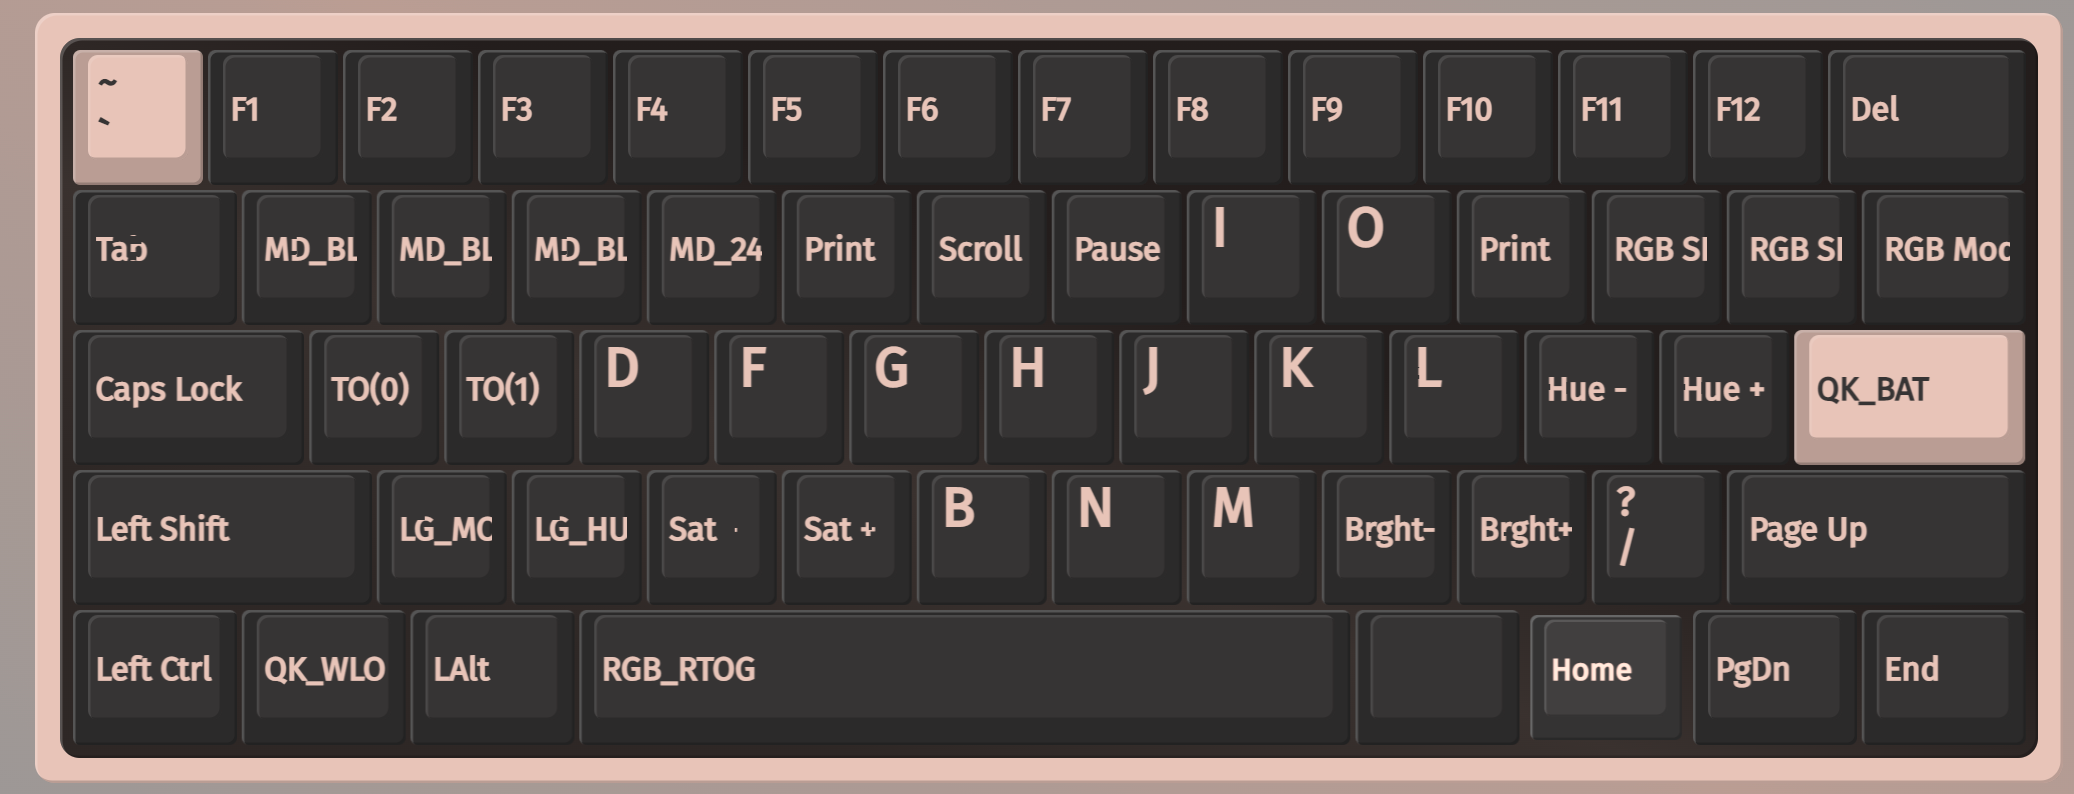 ~
` F1 F2 F3 F4 F5 F6 F7 F8 F9 F10 F11 F12 Del
Tab MD_BL MD_BL MD_BL MD_24 Print Scroll Pause I O Print RGB SI RGB SI RGB Moc
Caps Lock TO(0) TO(1) D F G H J K L Hue - Hue + QK_BAT
Left Shift LG_MC LG_HU Sat - Sat + B N M Brght- Brght+ ?
/ Page Up
Left Ctrl QK_WLO LAlt RGB_RTOG Home PgDn End